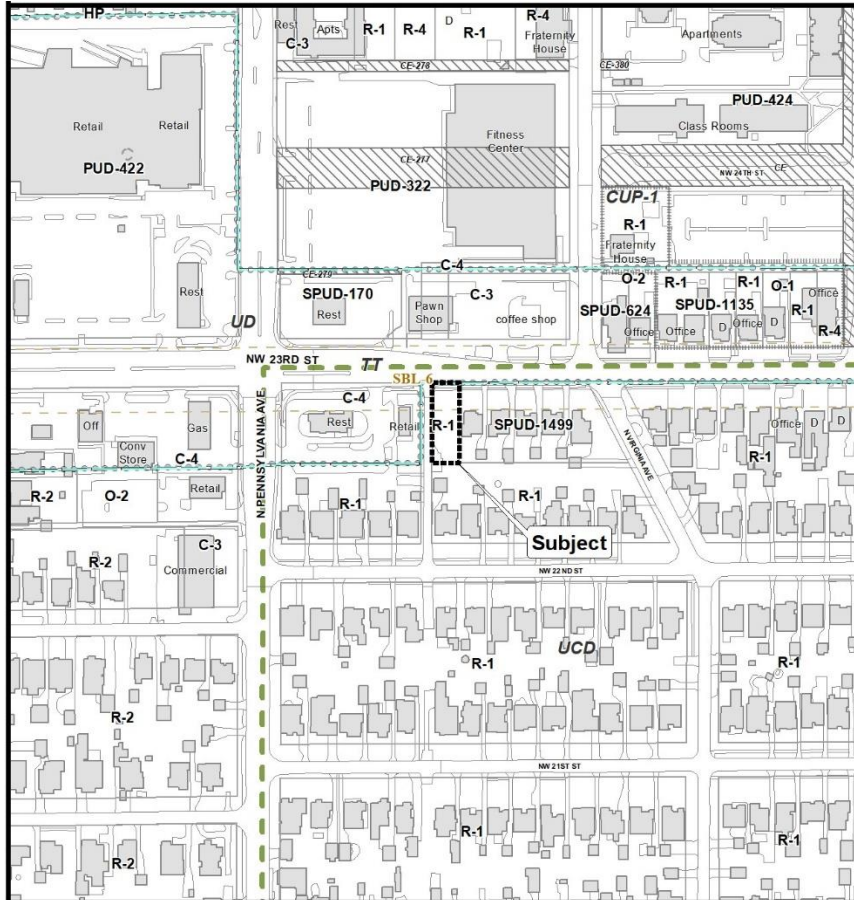 HP
Rest
Apts
C-3
R-1
R-4
D
R-1
R-4
Fraternity
House
Apartments
CE-278
CE-380
PUD-424
Retail
Retail
Fitness
Center
Class Rooms
PUD-422
CE-277
PUD-322
CE
NW 24TH ST
CUP-1
R-1
Fraternity
House
CE-279
C-4
O-2
R-1
R-1
O-1
Rest
SPUD-170
Rest
Pawn
Shop
C-3
coffee shop
SPUD-624
SPUD-1135
R-1
Office
Office
Office
D
Office
D
R-4
UD
NW 23RD ST
TT
SBL 6
N PENNSYLVANIA AVE
C-4
Off
Gas
Rest
Retail
R-1
SPUD-1499
N VIRGINIA AVE
Office
D
D
Conv
Store
C-4
R-1
R-2
O-2
Retail
R-1
R-1
Subject
C-3
R-2
Commercial
NW 22ND ST
UCD
R-1
R-1
R-2
NW 21ST ST
R-1
R-1
R-2